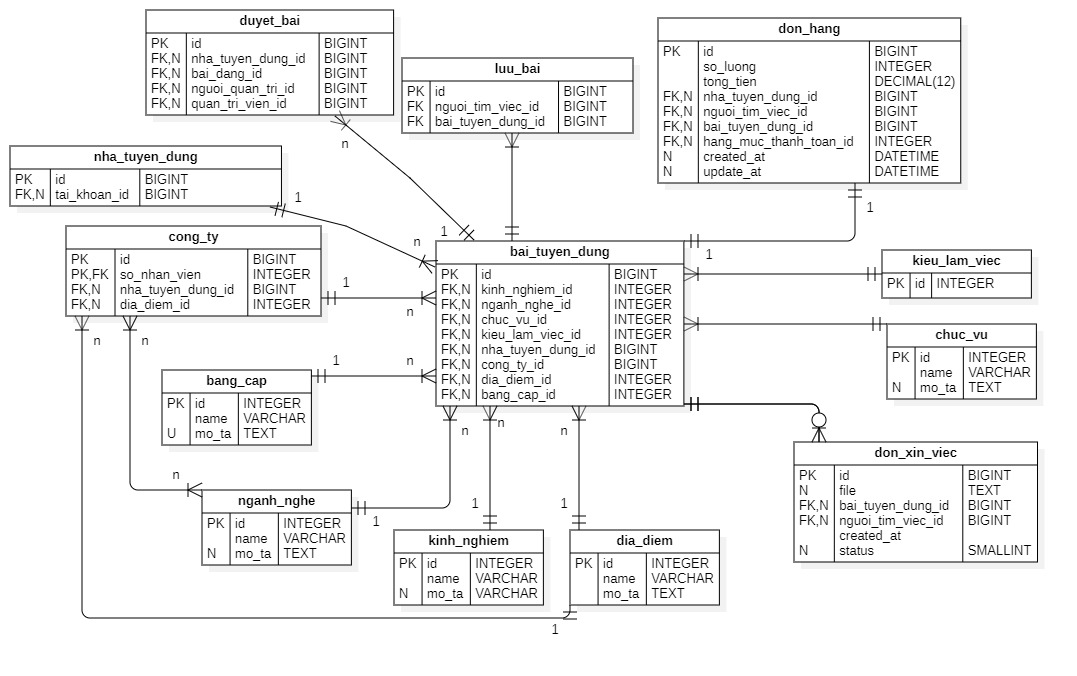 duyet_bai
PK id BIGINT
FK,N nha_tuyen_dung_id BIGINT
FK,N bai_dang_id BIGINT
FK,N nguoi_quan_tri_id BIGINT
FK,N quan_tri_vien_id BIGINT
luu_bai
PK id BIGINT
FK nguoi_tim_viec_id BIGINT
FK bai_tuyen_dung_id BIGINT
don_hang
PK id BIGINT
so_luong INTEGER
tong_tien DECIMAL(12)
FK,N nha_tuyen_dung_id BIGINT
FK,N nguoi_tim_viec_id BIGINT
FK,N bai_tuyen_dung_id BIGINT
FK,N hang_muc_thanh_toan_id INTEGER
N created_at DATETIME
N update_at DATETIME
n
nha_tuyen_dung
PK id BIGINT
FK,N tai_khoan_id BIGINT
1
n
1
1
1
cong_ty
PK id BIGINT
PK,FK so_nhan_vien INTEGER
FK,N nha_tuyen_dung_id BIGINT
FK,N dia_diem_id INTEGER
1
n
n
n
bai_tuyen_dung
PK id BIGINT
FK,N kinh_nghiem_id INTEGER
FK,N nganh_nghe_id INTEGER
FK,N chuc_vu_id INTEGER
FK,N kieu_lam_viec_id INTEGER
FK,N nha_tuyen_dung_id BIGINT
FK,N cong_ty_id BIGINT
FK,N dia_diem_id INTEGER
FK,N bang_cap_id INTEGER
kieu_lam_viec
PK id INTEGER
chuc_vu
PK id INTEGER
name VARCHAR
N mo_ta TEXT
bang_cap
PK id INTEGER
name VARCHAR
U mo_ta TEXT
1
n
n
n
n
don_xin_viec
PK id BIGINT
N file TEXT
FK,N bai_tuyen_dung_id BIGINT
FK,N nguoi_tim_viec_id BIGINT
created_at
N status SMALLINT
n
nganh_nghe
PK id INTEGER
name VARCHAR
N mo_ta TEXT
1
1
1
kinh_nghiem
PK id INTEGER
name VARCHAR
N mo_ta VARCHAR
dia_diem
PK id INTEGER
name VARCHAR
mo_ta TEXT
1